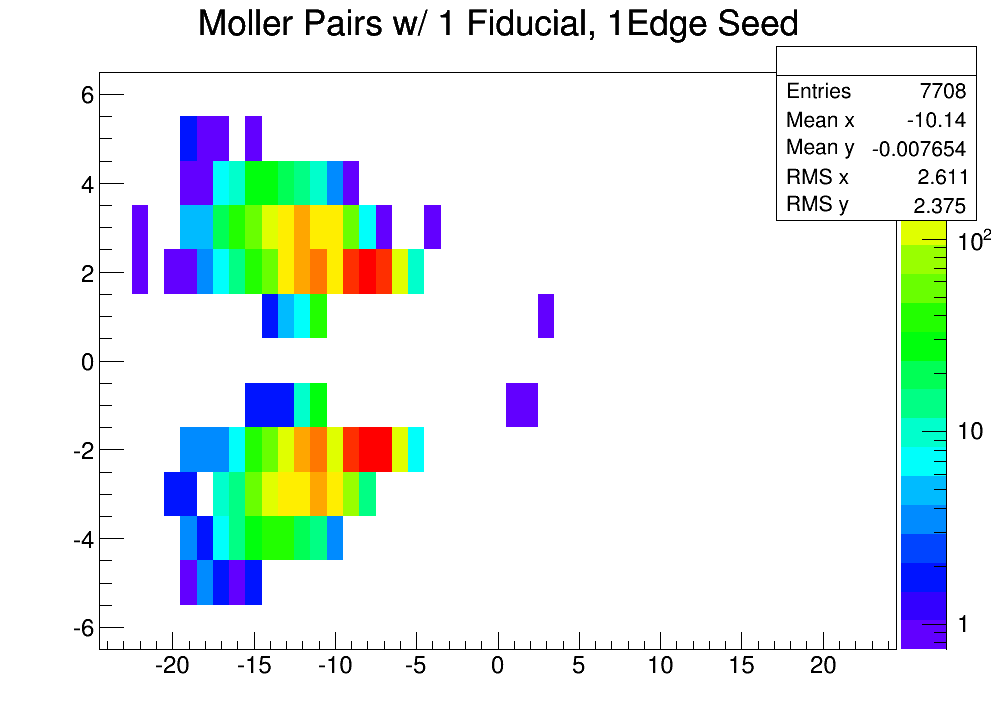 Moller Pairs w/ 1 Fiducial, 1Edge Seed
Entries 7708
Mean x -10.14
Mean y -0.007654
RMS x 2.611
RMS y 2.375
6
4
2
0
-2
-4
-6
-20 -15 -10 -5 0 5 10 15 20
10²
10
1